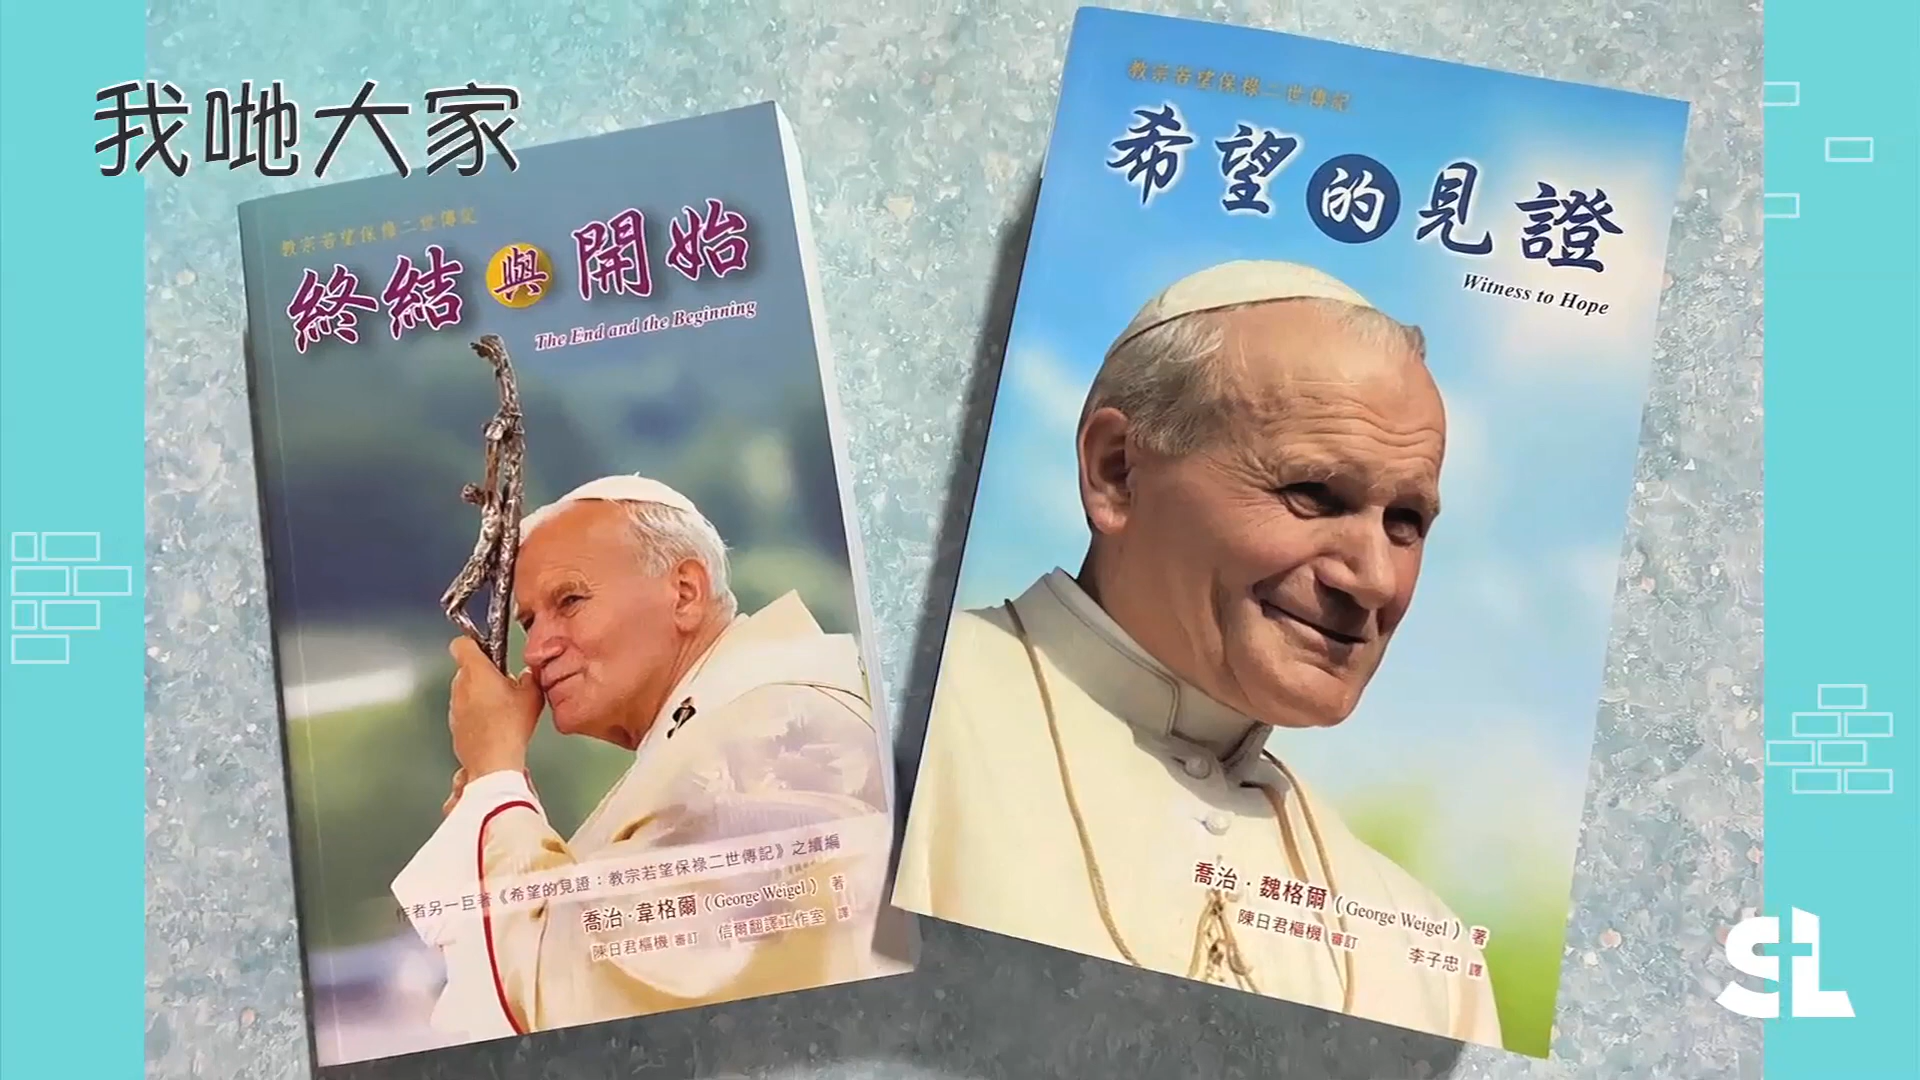 我哋大家
教宗若望保祿二世傳記
終結與開始
The End and the Beginning
作者另一巨著《希望的見證：教宗若望保祿二世傳記》之續編
喬治·韋格爾（George Weigel）著
陳日君樞機 審訂 信爾翻譯工作室 譯
教宗若望保祿二世傳記
希望的見證
Witness to Hope
喬治·魏格爾（George Weigel）著
陳日君樞機 審訂
李子忠 譯
SL